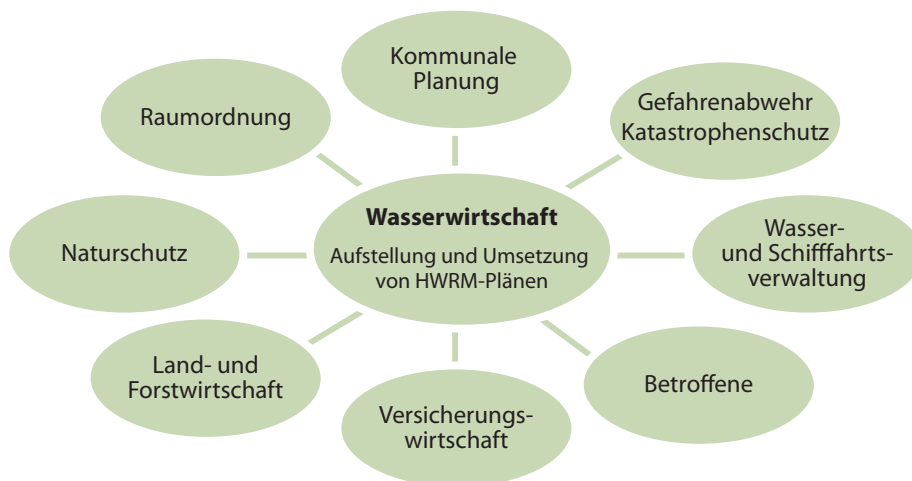 Kommunale
Planung
Raumordnung
Gefahrenabwehr
Katastrophenschutz
Wasserwirtschaft
Aufstellung und Umsetzung
von HWRM-Plänen
Naturschutz
Wasser-
und Schifffahrts-
verwaltung
Land- und
Forstwirtschaft
Versicherungs-
wirtschaft
Betroffene